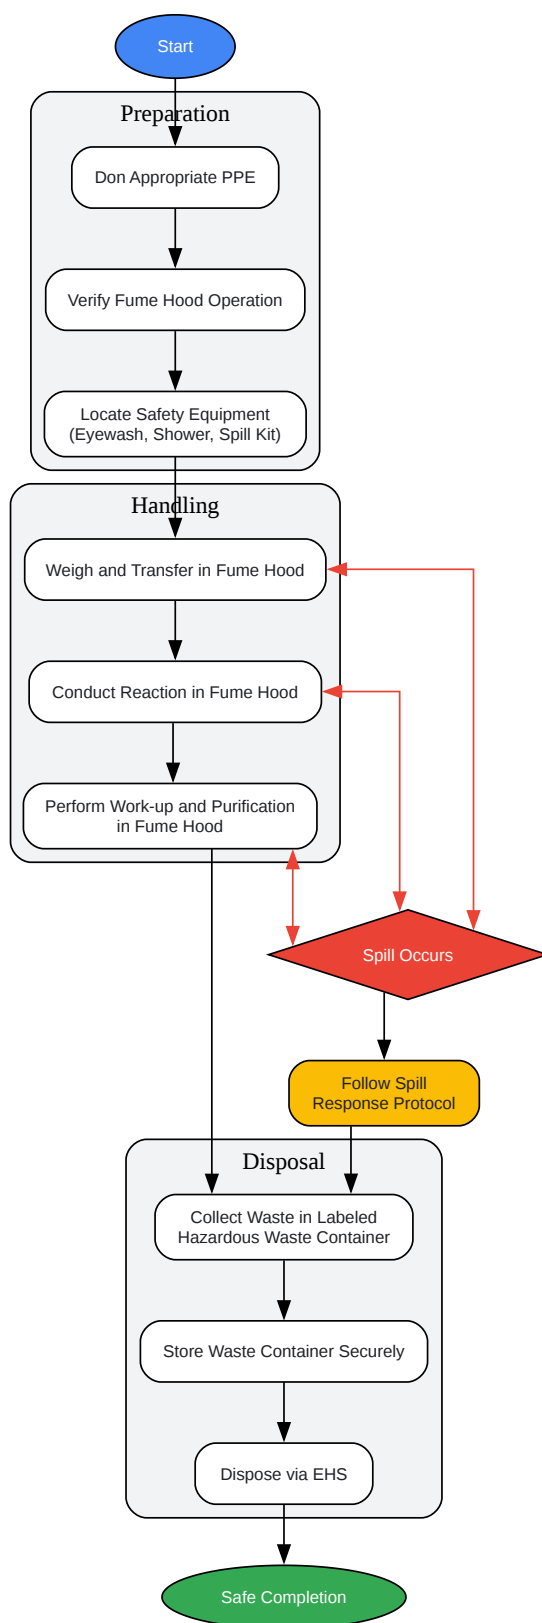 Start
Preparation
Don Appropriate PPE
Verify Fume Hood Operation
Locate Safety Equipment
(Eyewash, Shower, Spill Kit)
Handling
Weigh and Transfer in Fume Hood
Conduct Reaction in Fume Hood
Perform Work-up and Purification
in Fume Hood
Spill Occurs
Follow Spill
Response Protocol
Disposal
Collect Waste in Labeled
Hazardous Waste Container
Store Waste Container Securely
Dispose via EHS
Safe Completion